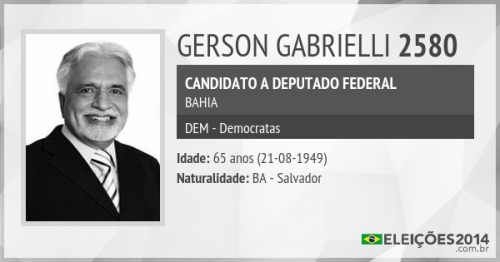 GERSON GABRIELLI 2580
CANDIDATO A DEPUTADO FEDERAL
BAHIA
DEM - Democratas
Idade: 65 anos (21-08-1949)
Naturalidade: BA - Salvador
ELEIÇÕES2014
.com.br